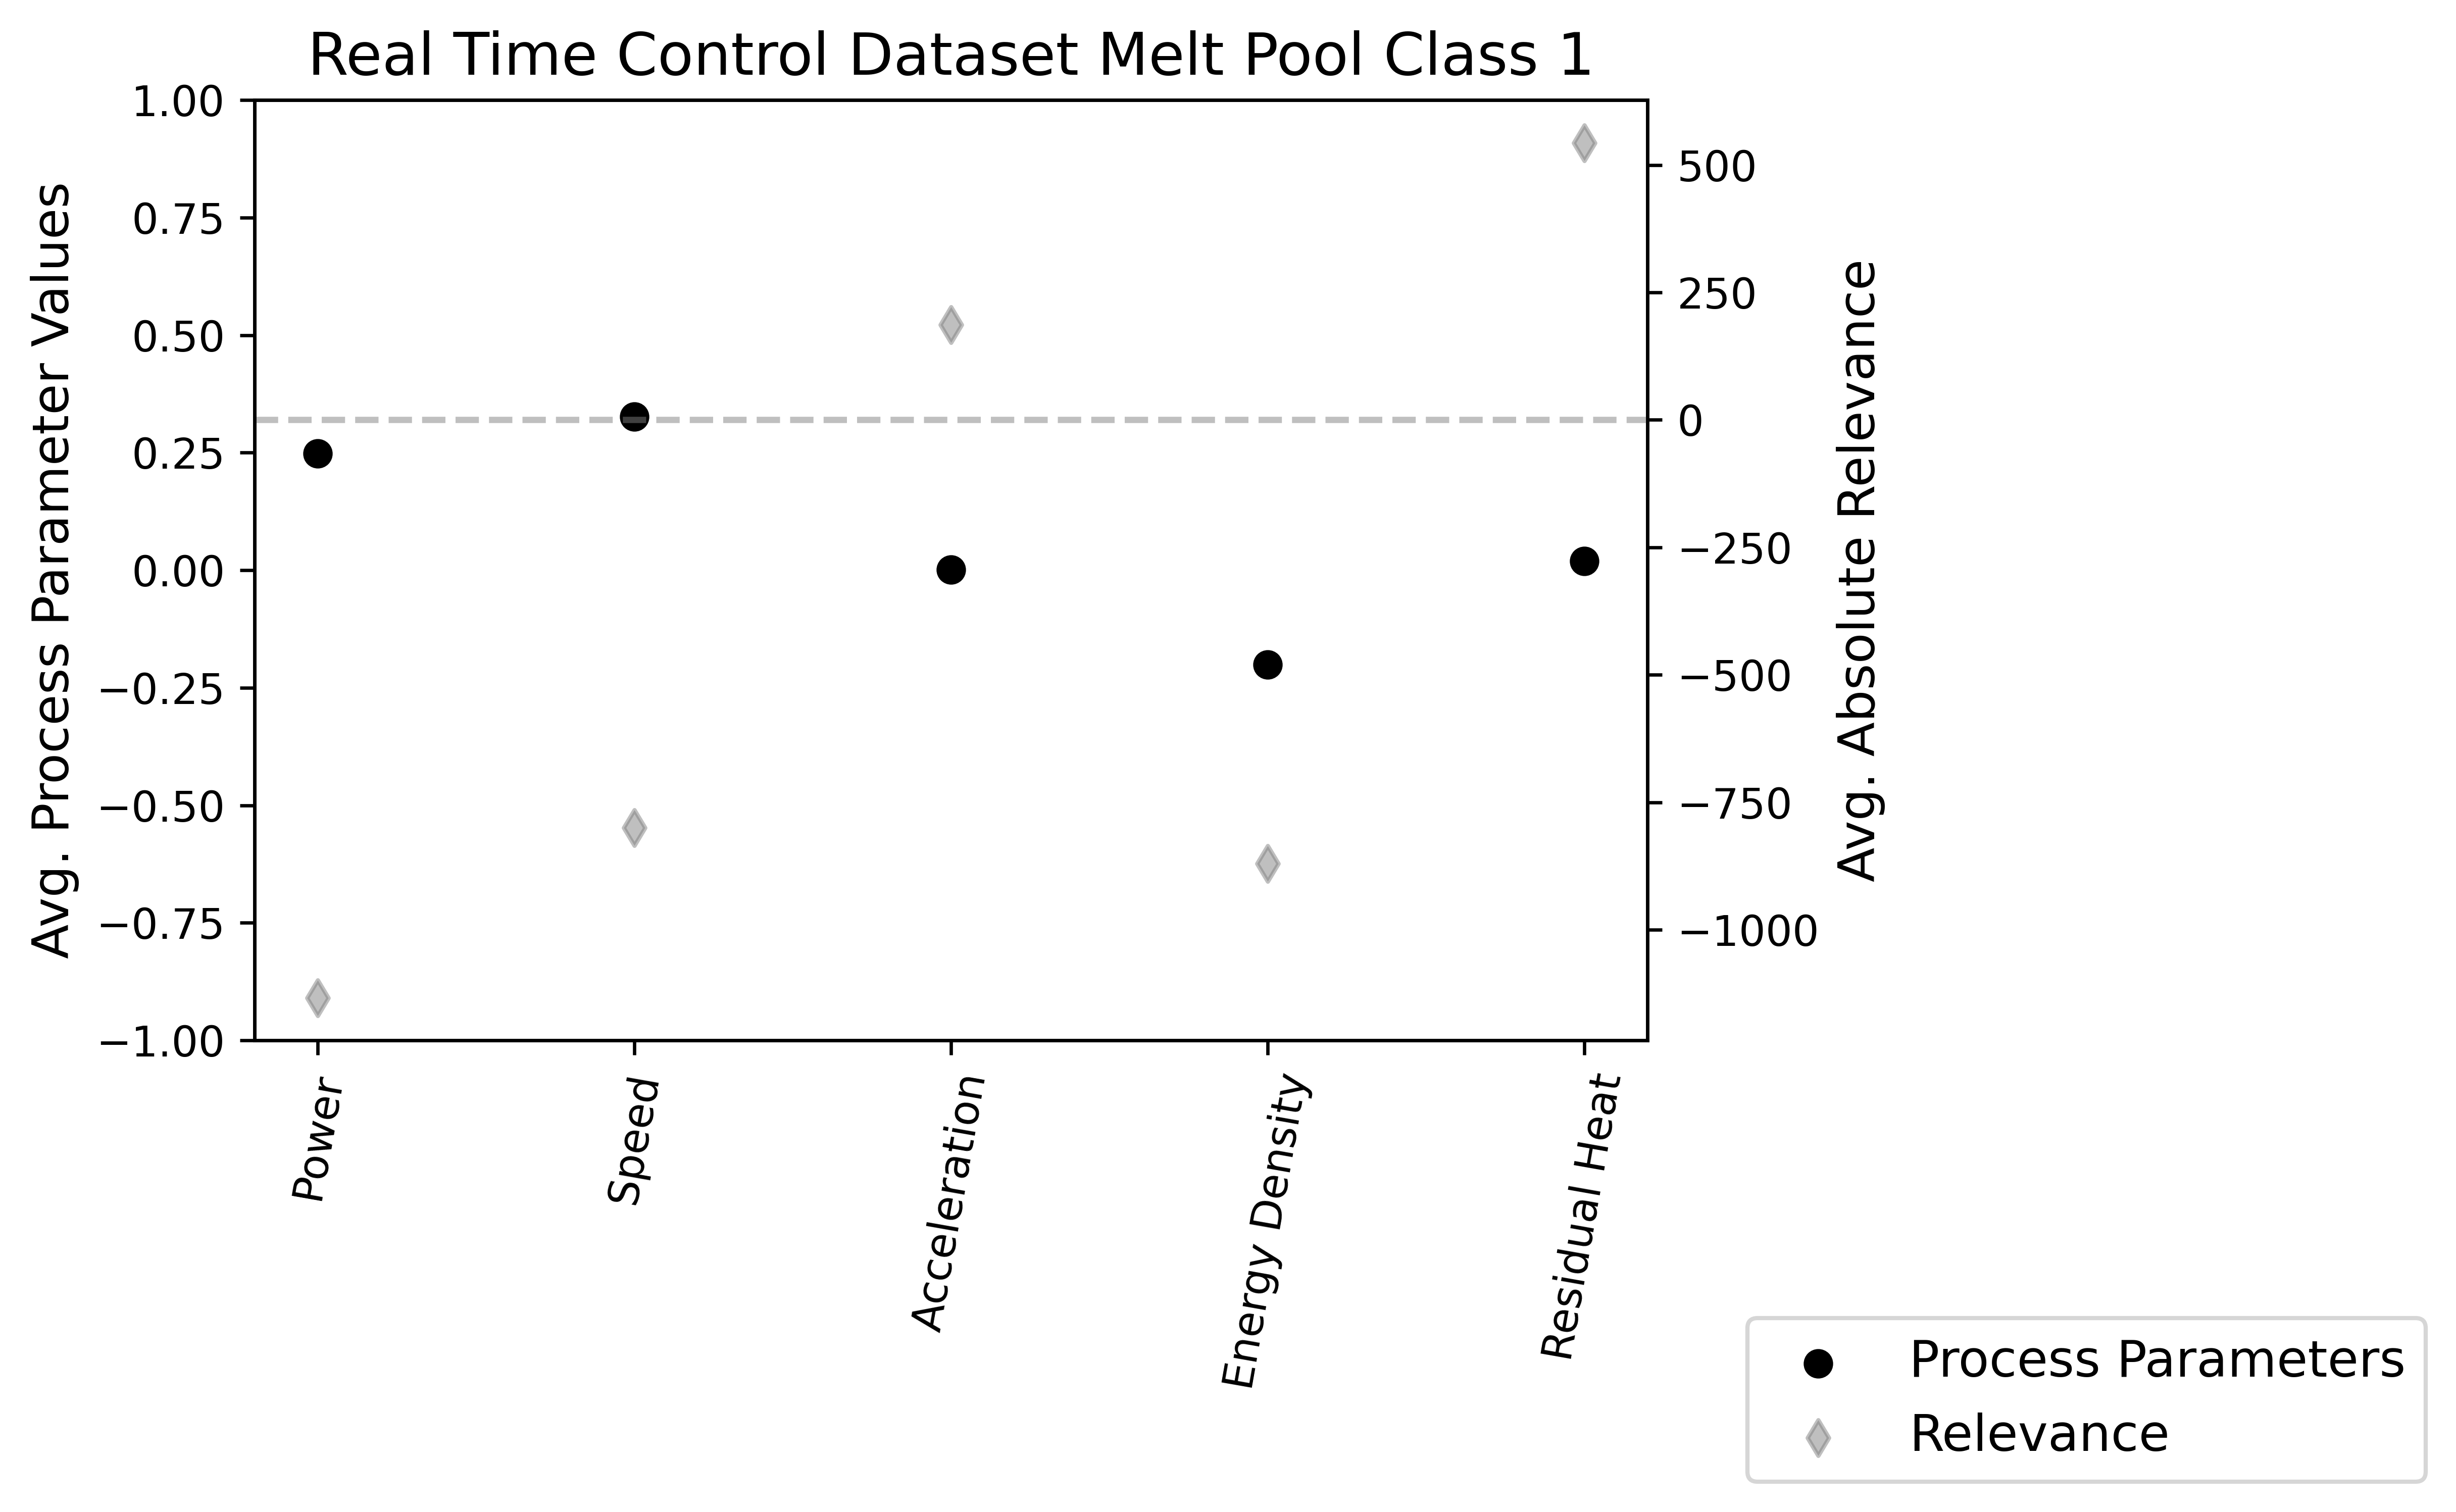 Real Time Control Dataset Melt Pool Class 1
Avg. Process Parameter Values
1.00
0.75
0.50
0.25
0.00
−0.25
−0.50
−0.75
−1.00
500
250
0
−250
−500
−750
−1000
Avg. Absolute Relevance
Power
Speed
Acceleration
Energy Density
Residual Heat
Process Parameters
Relevance